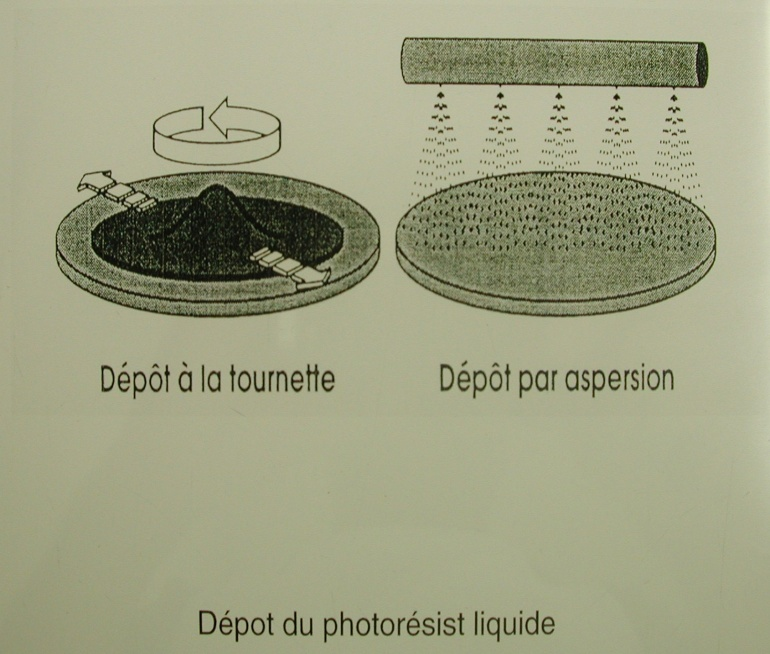 Dépôt à la tournette
Dépôt par aspersion
Dépot du photorésist liquide